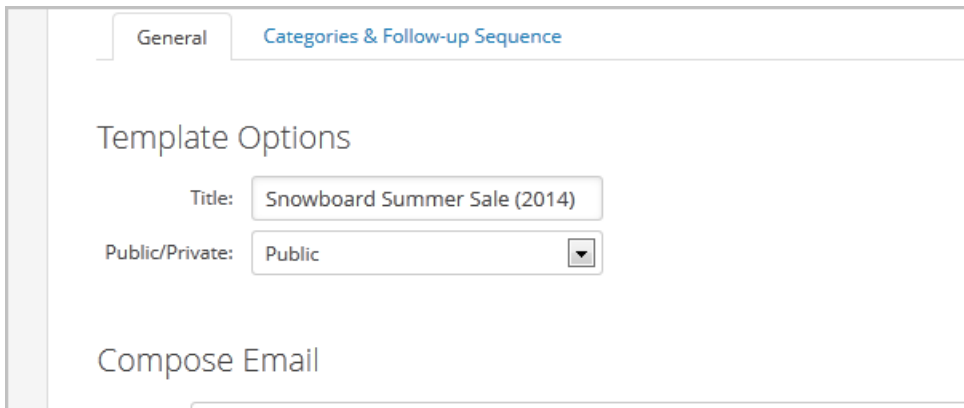 General Categories & Follow-up Sequence
Template Options
Title: Snowboard Summer Sale (2014)
Public/Private: Public
Compose Email